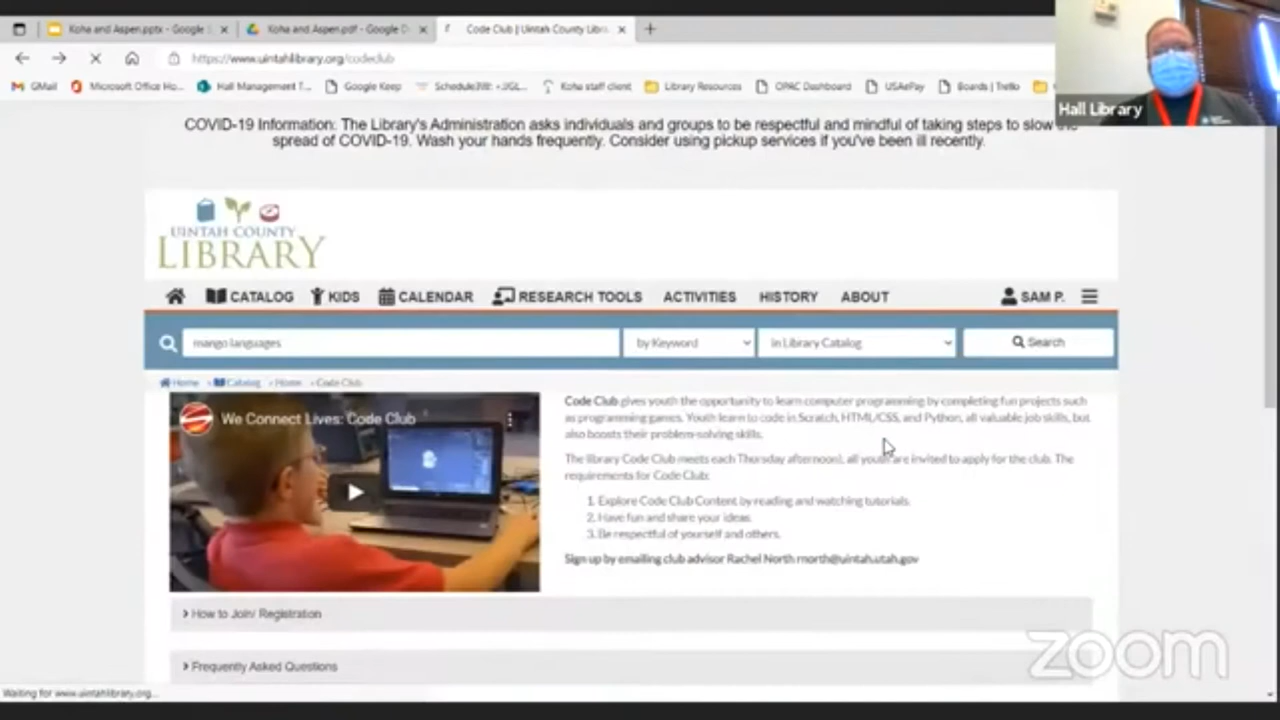 Koha and Aspen.pptx - Google S
Koha and Aspen.pdf - Google D
Code Club | Uintah County Libra
https://www.uintahlibrary.org/codeclub
GMail
Microsoft Office Ho...
Hall Management T...
Google Keep
Koha staff client
Library Resources
OPAC Dashboard
USAePay
Boards | Trello
Hall Library
COVID-19 Information: The Library's Administration asks individuals and groups to be respectful and mindful of taking steps to slow the
spread of COVID-19. Wash your hands frequently. Consider using pickup services if you've been ill recently.
UINTAH COUNTY
LIBRARY
CATALOG KIDS CALENDAR RESEARCH TOOLS ACTIVITIES HISTORY ABOUT SAM P.
mango languages by Keyword in Library Catalog Search
Home » Catalog » Home » Code Club
We Connect Lives: Code Club
Code Club gives youth the opportunity to learn computer programming by completing fun projects such
as programming games. Youth learn to code in Scratch, HTML/CSS, and Python, all valuable job skills, but
also boosts their problem-solving skills.
The library Code Club meets each Thursday afternoon), all youth are invited to apply for the club. The
requirements for Code Club:
1. Explore Code Club Content by reading and watching tutorials.
2. Have fun and share your ideas.
3. Be respectful of yourself and others.
Sign up by emailing club advisor Rachel North rnorth@uintah.utah.gov
How to Join/ Registration
Frequently Asked Questions
zoom
Waiting for www.uintahlibrary.org...